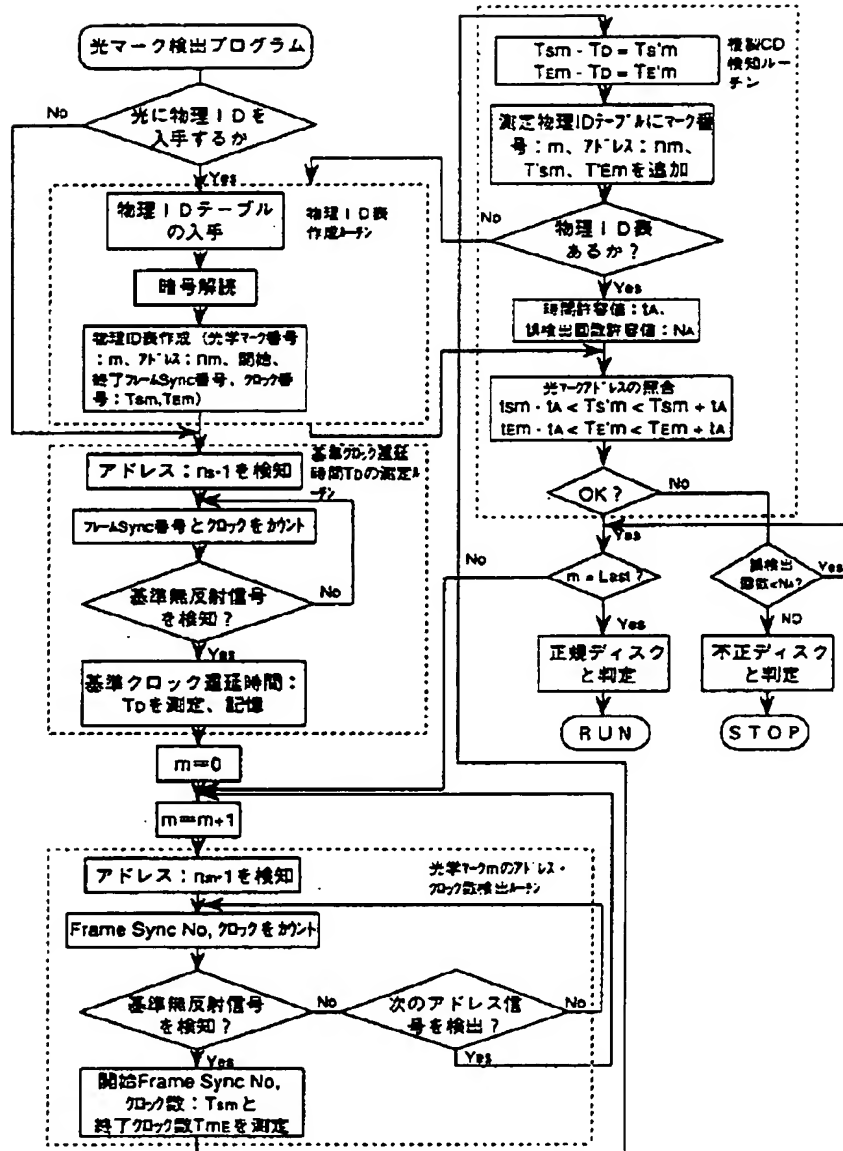 光マーク検出プログラム
No
光に物理IDを
入手するか
Yes
物理IDテーブル
の入手
物理ID表
作成ルーチン
暗号解読
物理ID表作成(光学マーク番号
:m、アドレス:nm、開始、
終了フレームSync番号、クロック番
号:Tsm,TEm)
基準クロック遅延
時間TDの測定ル
ーチン
アドレス:ns-1を検知
フレームSync番号とクロックをカウント
基準無反射信号
を検知?
No
Yes
基準クロック遅延時間:
TDを測定、記憶
m=0
m=m+1
アドレス:nm-1を検知
光学マークmのアドレス・
クロック数検出ルーチン
Frame Sync No, クロックをカウント
基準無反射信号
を検知?
No
次のアドレス信
号を検出?
No
Yes
Yes
開始Frame Sync No,
クロック数:Tsmと
終了クロック数TmEを測定
Tsm - TD = Ts'm
TEm - TD = TE'm
複製CD
検知ルー
チン
測定物理IDテーブルにマーク番
号:m、アドレス:nm、
T'sm、T'Emを追加
No
物理ID表
あるか?
Yes
時間許容値:tA、
誤検出回数許容値:NA
光マークアドレスの照合
tsm - tA < Ts'm < Tsm + tA
tEm - tA < TE'm < TEm + tA
OK?
No
Yes
No
m = Last?
誤検出
回数<NA?
Yes
Yes
NO
正規ディスク
と判定
不正ディスク
と判定
RUN
STOP